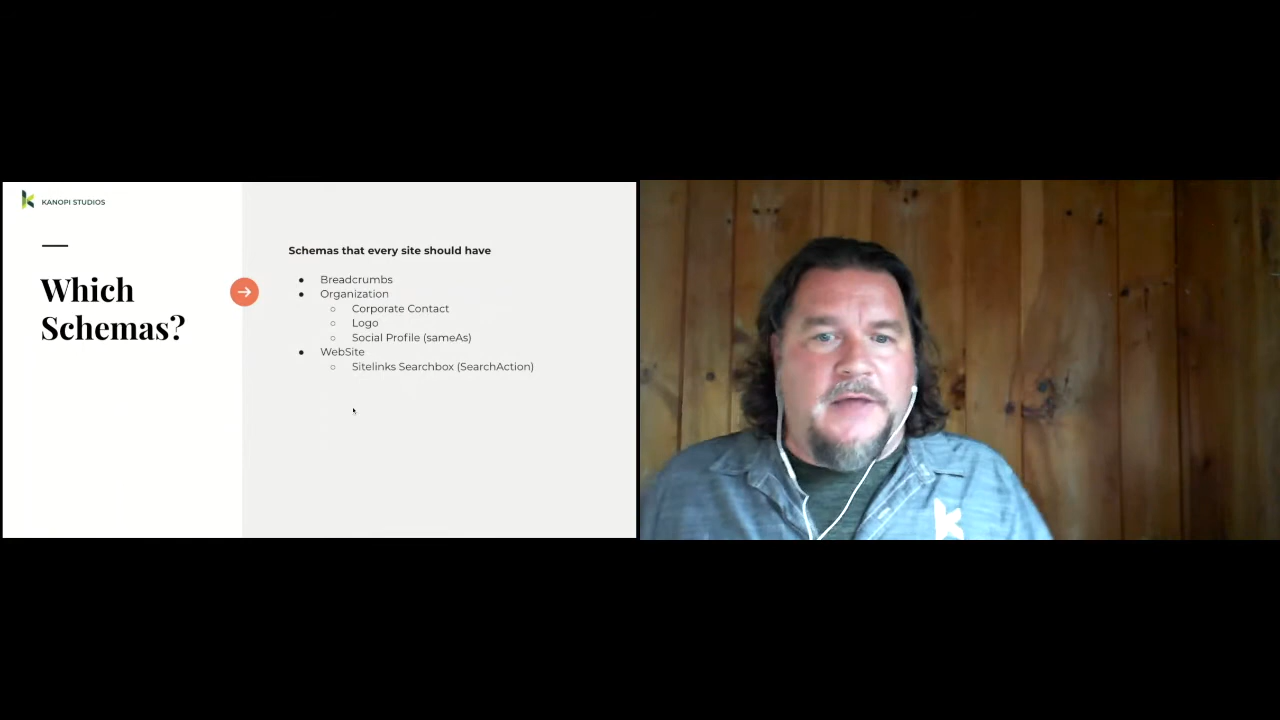 KANOPI STUDIOS
Which
Schemas?
Schemas that every site should have
● Breadcrumbs
● Organization
○ Corporate Contact
○ Logo
○ Social Profile (sameAs)
● WebSite
○ Sitelinks Searchbox (SearchAction)